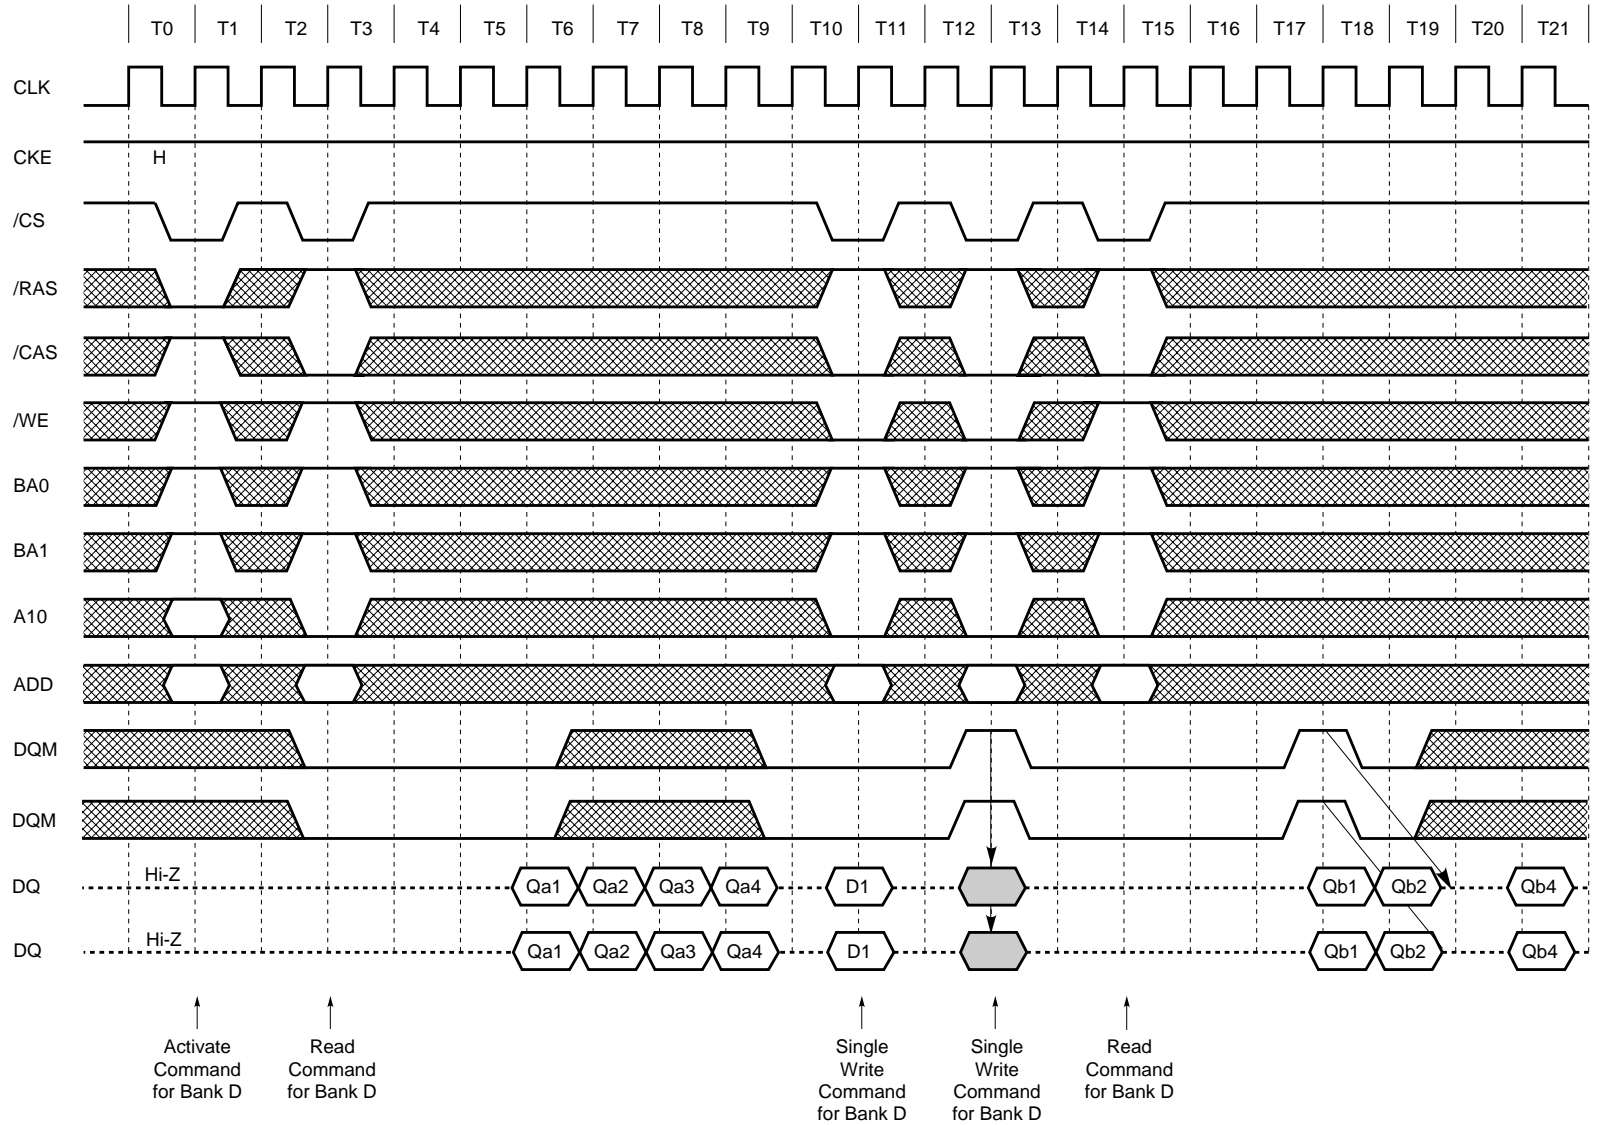 T0 T1 T2 T3 T4 T5 T6 T7 T8 T9 T10 T11 T12 T13 T14 T15 T16 T17 T18 T19 T20 T21
CLK
CKE H
/CS
/RAS
/CAS
/WE
BA0
BA1
A10
ADD
DQM
DQM
DQ Hi-Z Qa1 Qa2 Qa3 Qa4 D1 Qb1 Qb2 Qb4
DQ Hi-Z Qa1 Qa2 Qa3 Qa4 D1 Qb1 Qb2 Qb4
Activate
Command
for Bank D
Read
Command
for Bank D
Single
Write
Command
for Bank D
Single
Write
Command
for Bank D
Read
Command
for Bank D